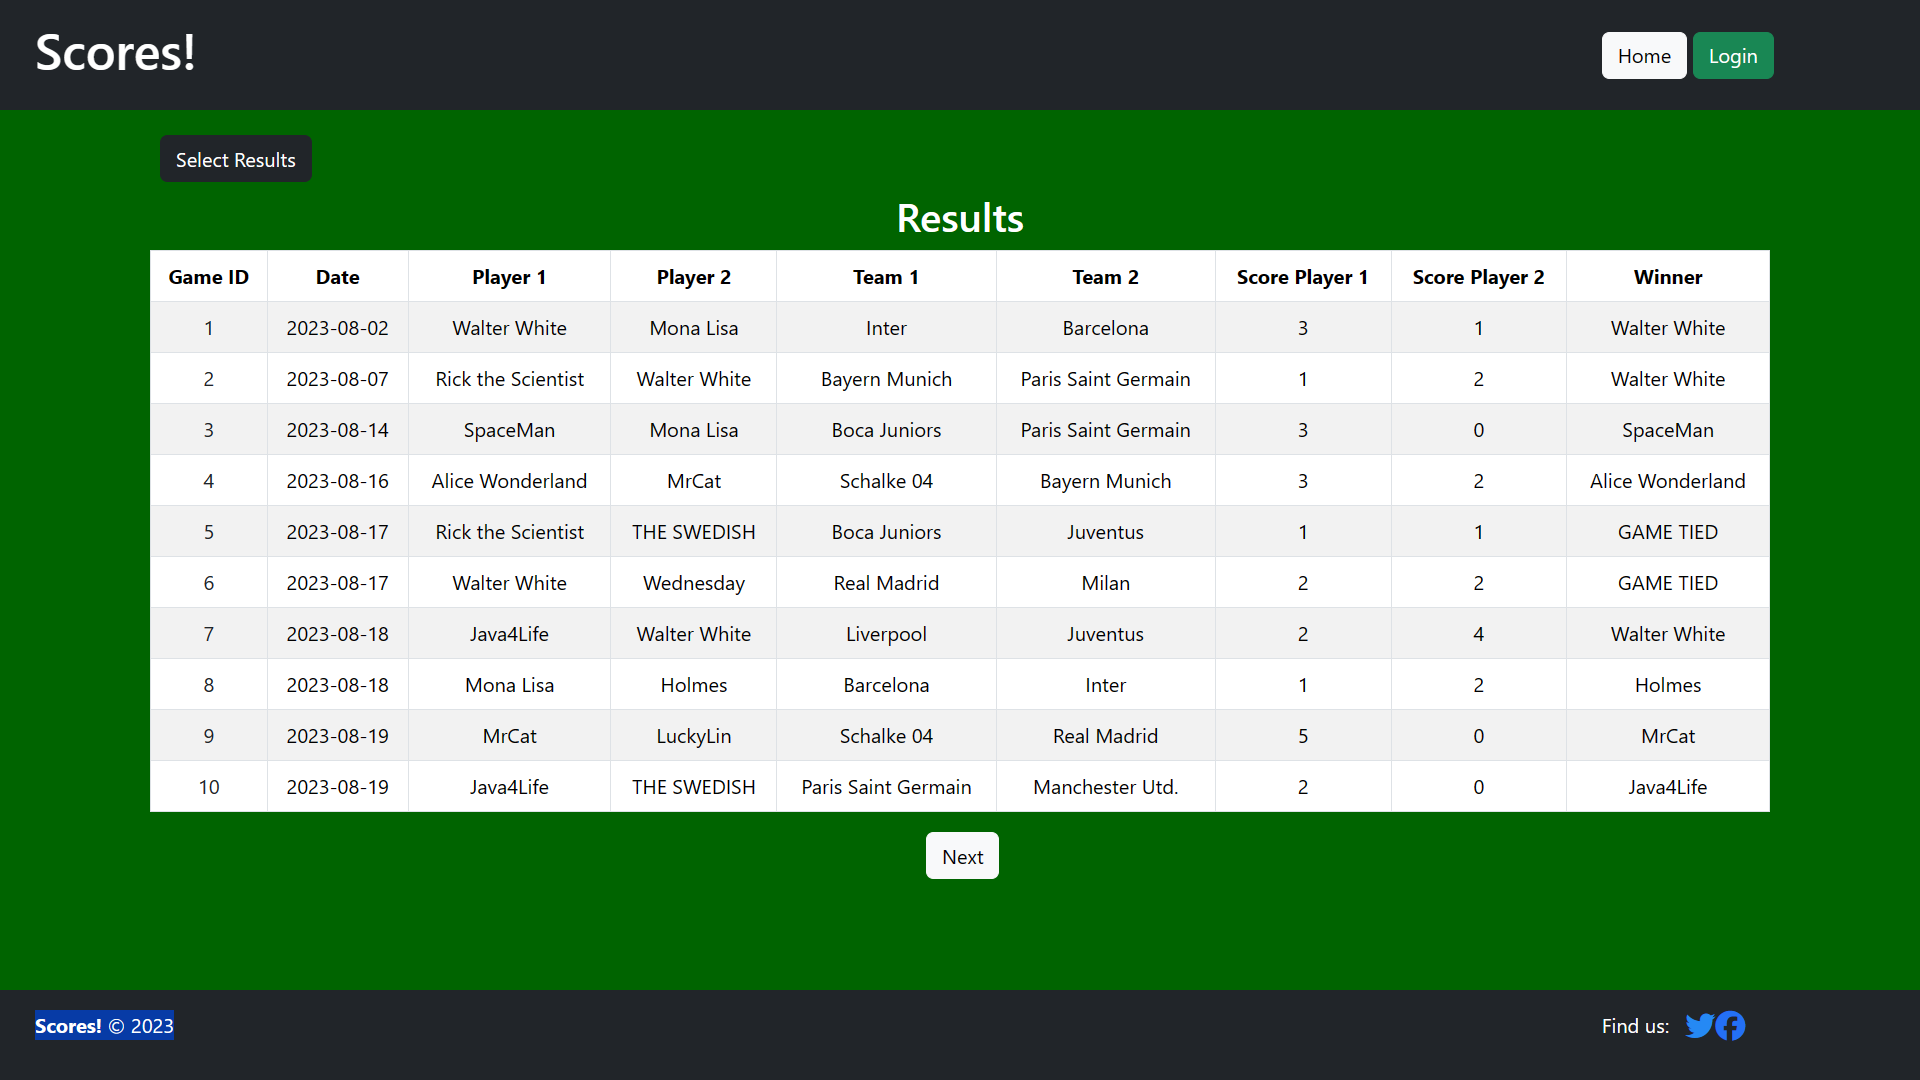 Scores!
Home Login
Select Results
Results
Game ID Date Player 1 Player 2 Team 1 Team 2 Score Player 1 Score Player 2 Winner
1 2023-08-02 Walter White Mona Lisa Inter Barcelona 3 1 Walter White
2 2023-08-07 Rick the Scientist Walter White Bayern Munich Paris Saint Germain 1 2 Walter White
3 2023-08-14 SpaceMan Mona Lisa Boca Juniors Paris Saint Germain 3 0 SpaceMan
4 2023-08-16 Alice Wonderland MrCat Schalke 04 Bayern Munich 3 2 Alice Wonderland
5 2023-08-17 Rick the Scientist THE SWEDISH Boca Juniors Juventus 1 1 GAME TIED
6 2023-08-17 Walter White Wednesday Real Madrid Milan 2 2 GAME TIED
7 2023-08-18 Java4Life Walter White Liverpool Juventus 2 4 Walter White
8 2023-08-18 Mona Lisa Holmes Barcelona Inter 1 2 Holmes
9 2023-08-19 MrCat LuckyLin Schalke 04 Real Madrid 5 0 MrCat
10 2023-08-19 Java4Life THE SWEDISH Paris Saint Germain Manchester Utd. 2 0 Java4Life
Next
Scores! © 2023
Find us: